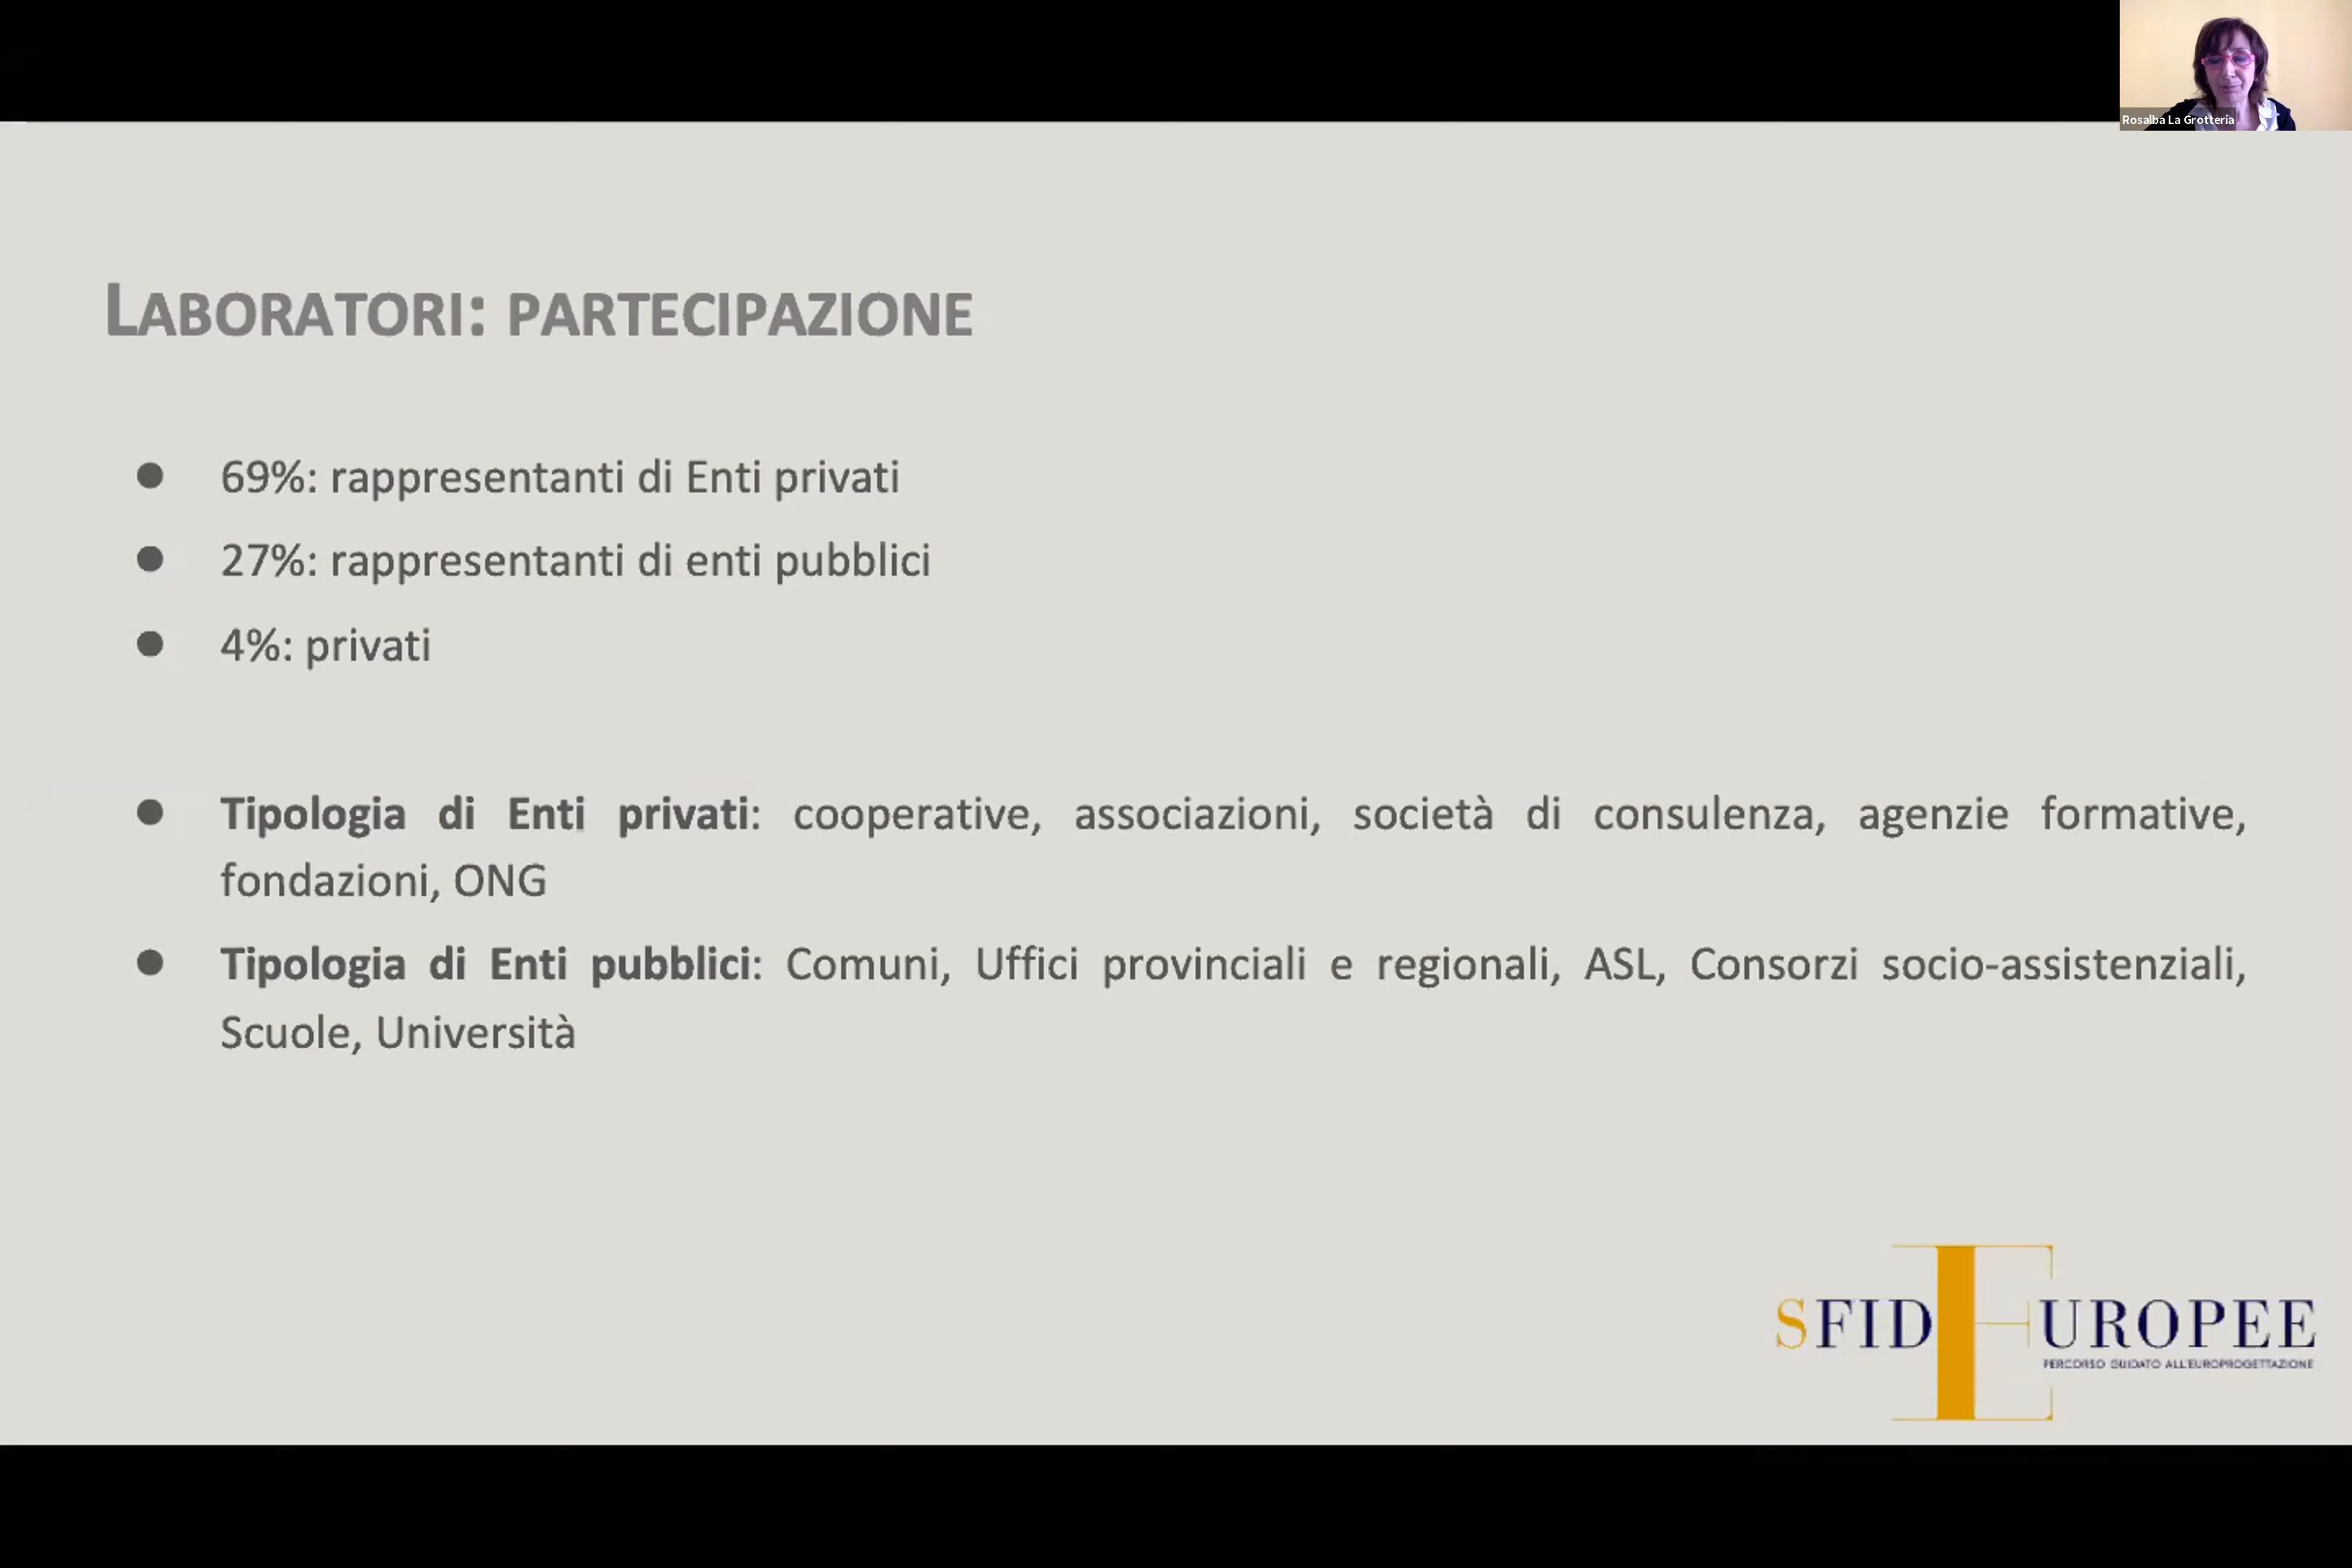 Rosalba La Grotteria
LABORATORI: PARTECIPAZIONE
● 69%: rappresentanti di Enti privati
● 27%: rappresentanti di enti pubblici
● 4%: privati
● Tipologia di Enti privati: cooperative, associazioni, società di consulenza, agenzie formative,
fondazioni, ONG
● Tipologia di Enti pubblici: Comuni, Uffici provinciali e regionali, ASL, Consorzi socio-assistenziali,
Scuole, Università
SFIDEUROPEE
PERCORSO GUIDATO ALL'EUROPROGETTAZIONE